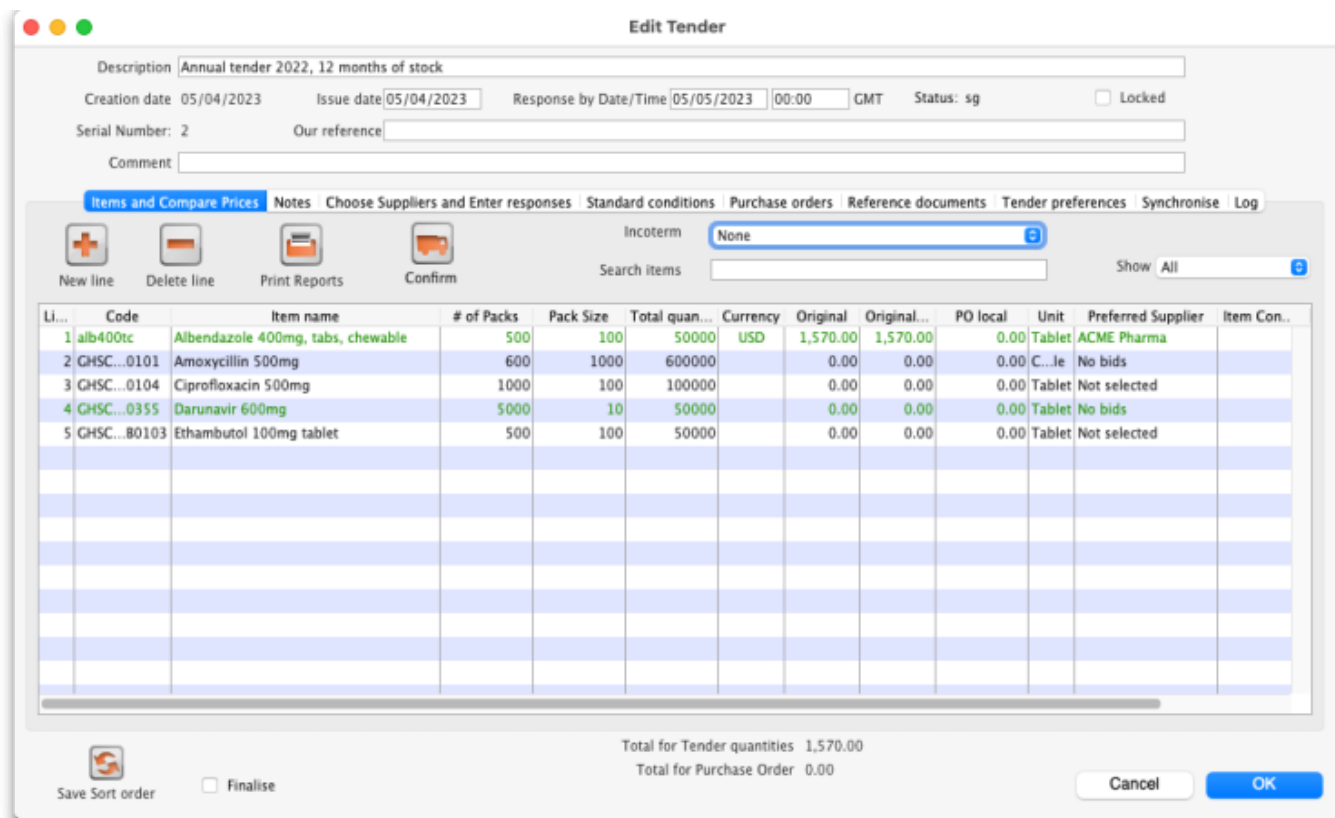 Edit Tender
Description Annual tender 2022, 12 months of stock
Creation date 05/04/2023 Issue date 05/04/2023 Response by Date/Time 05/05/2023 00:00 GMT Status: sg Locked
Serial Number: 2 Our reference
Comment
Items and Compare Prices Notes Choose Suppliers and Enter responses Standard conditions Purchase orders Reference documents Tender preferences Synchronise Log
Incoterm None
Search items Show All
New line Delete line Print Reports Confirm
Li... Code Item name # of Packs Pack Size Total quan... Currency Original Original... PO local Unit Preferred Supplier Item Con..
1 alb400tc Albendazole 400mg, tabs, chewable 500 100 50000 USD 1,570.00 1,570.00 0.00 Tablet ACME Pharma
2 GHSC...0101 Amoxycillin 500mg 600 1000 600000 0.00 0.00 0.00 C...le No bids
3 GHSC...0104 Ciprofloxacin 500mg 1000 100 100000 0.00 0.00 0.00 Tablet Not selected
4 GHSC...0355 Darunavir 600mg 5000 10 50000 0.00 0.00 0.00 Tablet No bids
5 GHSC...80103 Ethambutol 100mg tablet 500 100 50000 0.00 0.00 0.00 Tablet Not selected
Total for Tender quantities 1,570.00
Total for Purchase Order 0.00
Save Sort order Finalise Cancel OK